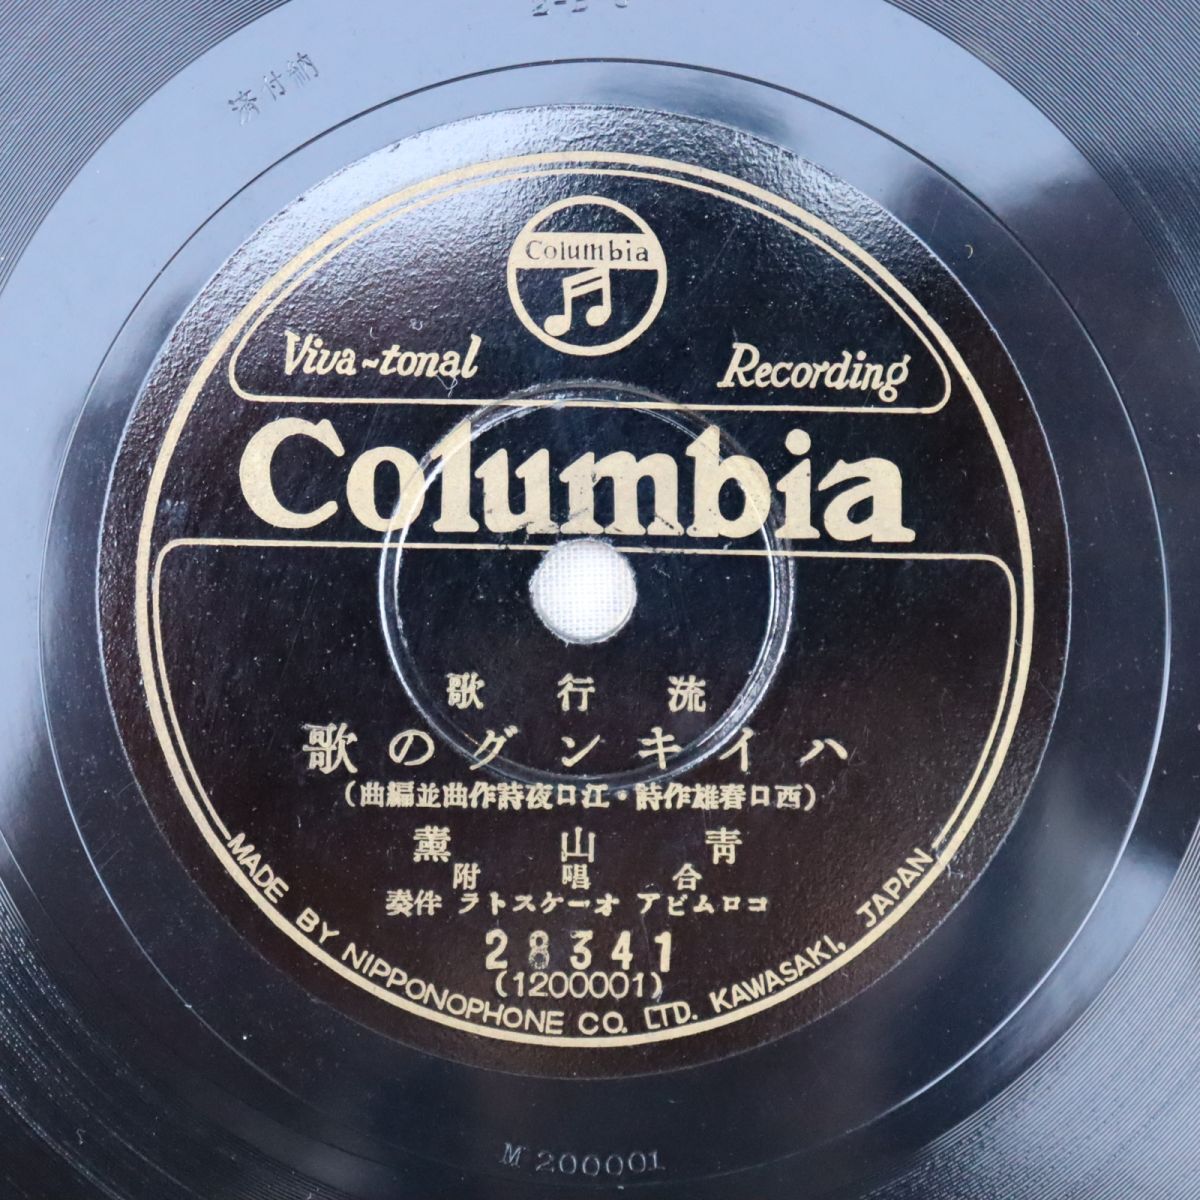 納付済
Columbia
Viva-tonal Recording
Columbia
流行歌
ハイキングの歌
(西口春雄作詩・江口夜詩作曲並編曲)
青山薫
合唱附
コロムビア オーケストラ 伴奏
28341
(1200001)
MADE BY NIPPONOPHONE CO. LTD. KAWASAKI, JAPAN
M 200001